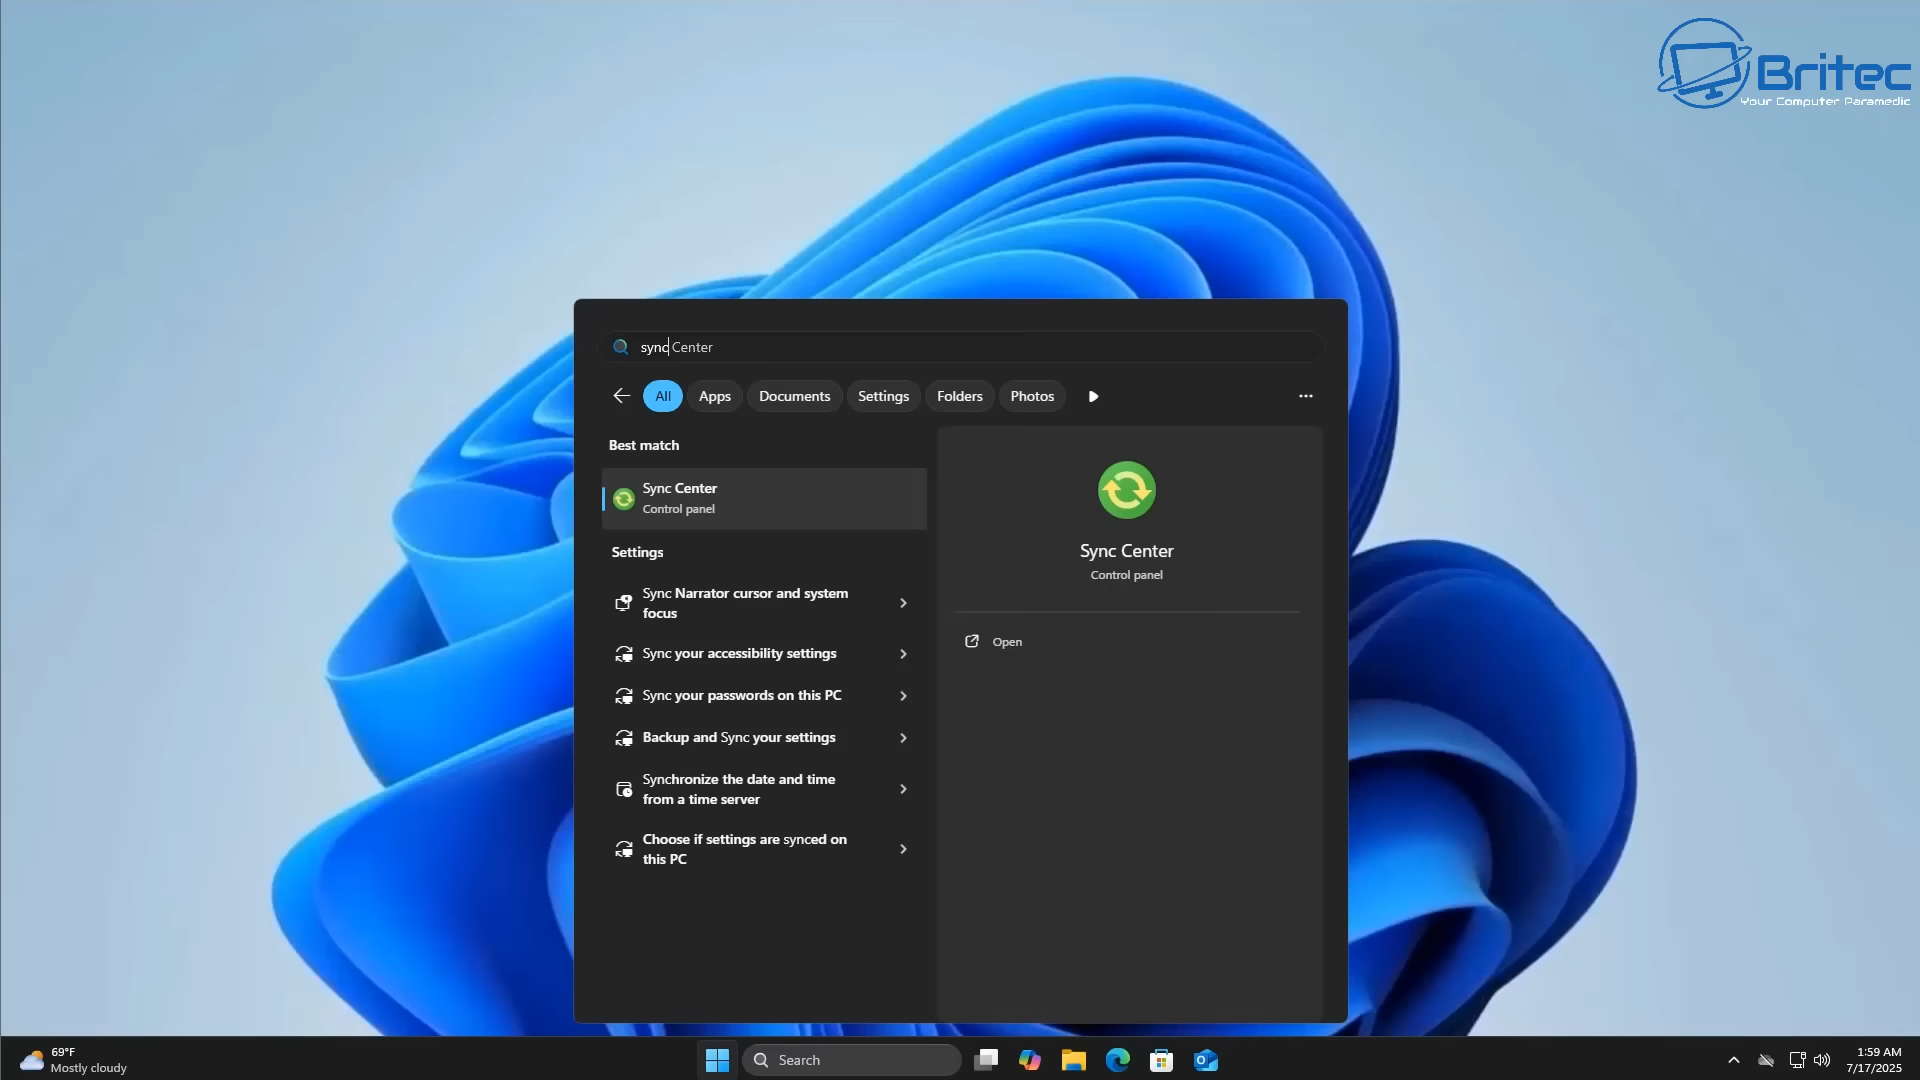 Britec
Your Computer Paramedic
sync Center
All
Apps
Documents
Settings
Folders
Photos
Best match
Sync Center
Control panel
Settings
Sync Narrator cursor and system
focus
Sync your accessibility settings
Sync your passwords on this PC
Backup and Sync your settings
Synchronize the date and time
from a time server
Choose if settings are synced on
this PC
Sync Center
Control panel
Open
69°F
Mostly cloudy
Search
1:59 AM
7/17/2025